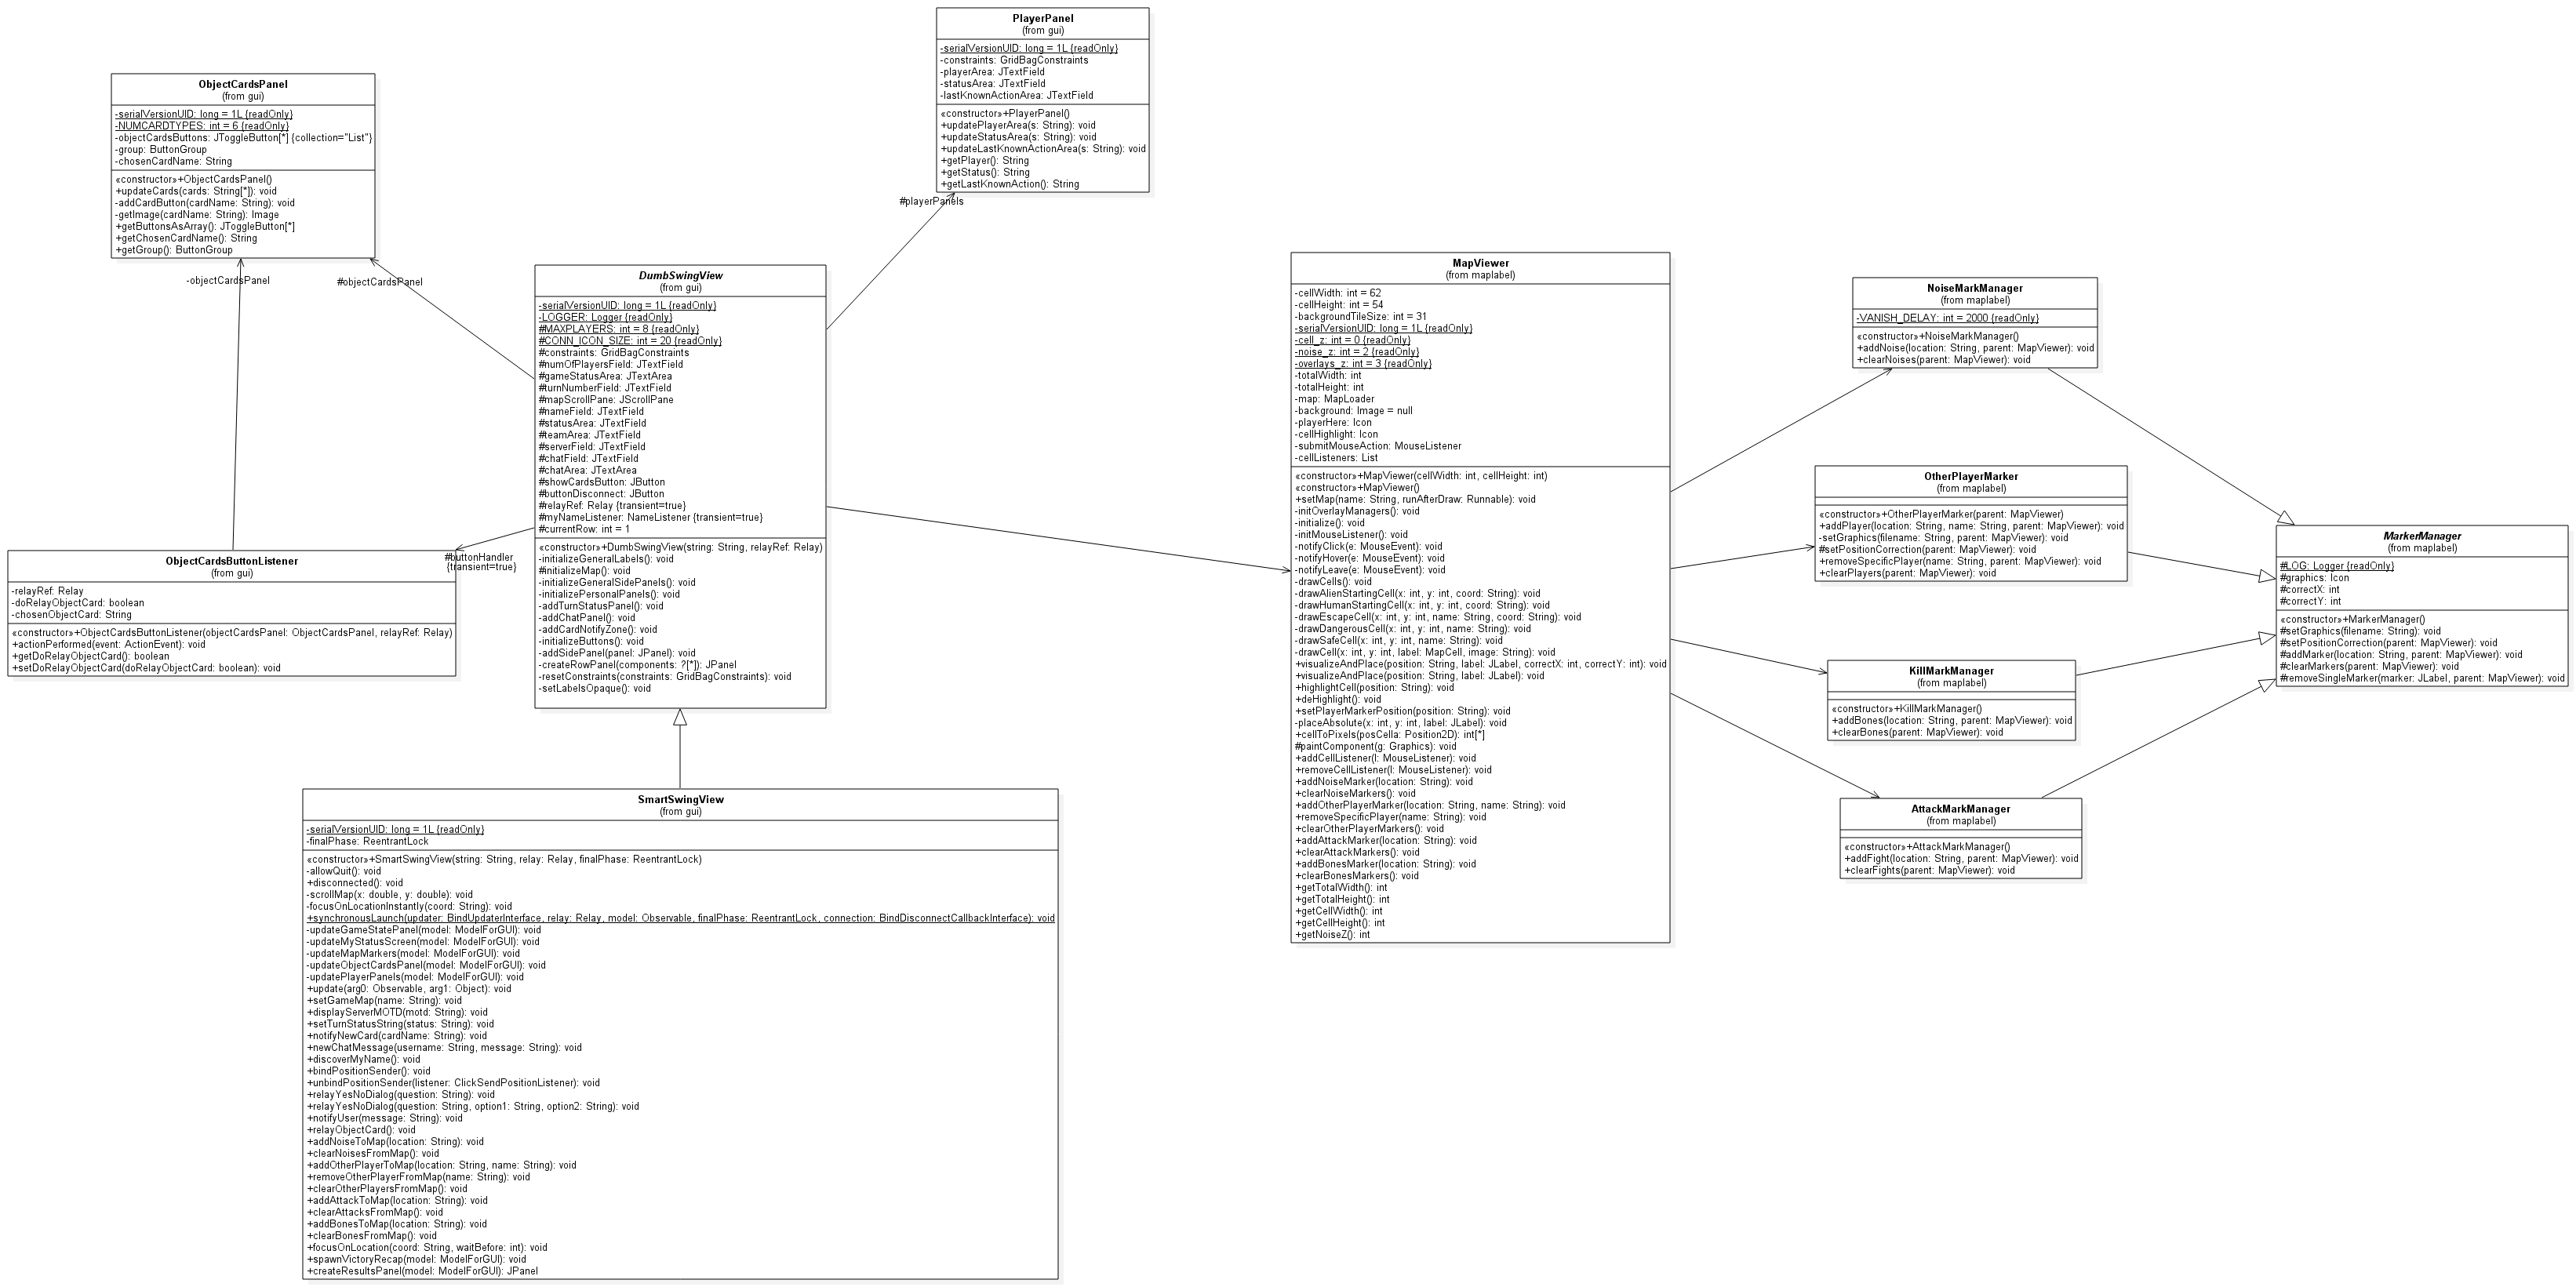 PlayerPanel
(from gui)
-serialVersionUID: long = 1L {readOnly}
-constraints: GridBagConstraints
-playerArea: JTextField
-statusArea: JTextField
-lastKnownActionArea: JTextField
«constructor»+PlayerPanel()
+updatePlayerArea(s: String): void
+updateStatusArea(s: String): void
+updateLastKnownActionArea(s: String): void
+getPlayer(): String
+getStatus(): String
+getLastKnownAction(): String
#playerPanels
ObjectCardsPanel
(from gui)
-serialVersionUID: long = 1L {readOnly}
-NUMCARDTYPES: int = 6 {readOnly}
-objectCardsButtons: JToggleButton[*] {collection="List"}
-group: ButtonGroup
-chosenCardName: String
«constructor»+ObjectCardsPanel()
+updateCards(cards: String[*]): void
-addCardButton(cardName: String): void
-getImage(cardName: String): Image
+getButtonsAsArray(): JToggleButton[*]
+getChosenCardName(): String
+getGroup(): ButtonGroup
-objectCardsPanel
#objectCardsPanel
DumbSwingView
(from gui)
-serialVersionUID: long = 1L {readOnly}
-LOGGER: Logger {readOnly}
#MAXPLAYERS: int = 8 {readOnly}
#CONN_ICON_SIZE: int = 20 {readOnly}
#constraints: GridBagConstraints
#numOfPlayersField: JTextField
#gameStatusArea: JTextArea
#turnNumberField: JTextField
#mapScrollPane: JScrollPane
#nameField: JTextField
#statusArea: JTextField
#teamArea: JTextField
#serverField: JTextField
#chatField: JTextField
#chatArea: JTextArea
#showCardsButton: JButton
#buttonDisconnect: JButton
#relayRef: Relay {transient=true}
#myNameListener: NameListener {transient=true}
#currentRow: int = 1
«constructor»+DumbSwingView(string: String, relayRef: Relay)
-initializeGeneralLabels(): void
#initializeMap(): void
-initializeGeneralSidePanels(): void
-initializePersonalPanels(): void
-addTurnStatusPanel(): void
-addChatPanel(): void
-addCardNotifyZone(): void
-initializeButtons(): void
-addSidePanel(panel: JPanel): void
-createRowPanel(components: ?[*]): JPanel
-resetConstraints(constraints: GridBagConstraints): void
-setLabelsOpaque(): void
#buttonHandler
{transient=true}
ObjectCardsButtonListener
(from gui)
-relayRef: Relay
-doRelayObjectCard: boolean
-chosenObjectCard: String
«constructor»+ObjectCardsButtonListener(objectCardsPanel: ObjectCardsPanel, relayRef: Relay)
+actionPerformed(event: ActionEvent): void
+getDoRelayObjectCard(): boolean
+setDoRelayObjectCard(doRelayObjectCard: boolean): void
SmartSwingView
(from gui)
-serialVersionUID: long = 1L {readOnly}
-finalPhase: ReentrantLock
«constructor»+SmartSwingView(string: String, relay: Relay, finalPhase: ReentrantLock)
-allowQuit(): void
+disconnected(): void
-scrollMap(x: double, y: double): void
-focusOnLocationInstantly(coord: String): void
+synchronousLaunch(updater: BindUpdaterInterface, relay: Relay, model: Observable, finalPhase: ReentrantLock, connection: BindDisconnectCallbackInterface): void
-updateGameStatePanel(model: ModelForGUI): void
-updateMyStatusScreen(model: ModelForGUI): void
-updateMapMarkers(model: ModelForGUI): void
-updateObjectCardsPanel(model: ModelForGUI): void
-updatePlayerPanels(model: ModelForGUI): void
+update(arg0: Observable, arg1: Object): void
+setGameMap(name: String): void
+displayServerMOTD(motd: String): void
+setTurnStatusString(status: String): void
+notifyNewCard(cardName: String): void
+newChatMessage(username: String, message: String): void
+discoverMyName(): void
+bindPositionSender(): void
+unbindPositionSender(listener: ClickSendPositionListener): void
+relayYesNoDialog(question: String): void
+relayYesNoDialog(question: String, option1: String, option2: String): void
+notifyUser(message: String): void
+relayObjectCard(): void
+addNoiseToMap(location: String): void
+clearNoisesFromMap(): void
+addOtherPlayerToMap(location: String, name: String): void
+removeOtherPlayerFromMap(name: String): void
+clearOtherPlayersFromMap(): void
+addAttackToMap(location: String): void
+clearAttacksFromMap(): void
+addBonesToMap(location: String): void
+clearBonesFromMap(): void
+focusOnLocation(coord: String, waitBefore: int): void
+spawnVictoryRecap(model: ModelForGUI): void
+createResultsPanel(model: ModelForGUI): JPanel
MapViewer
(from maplabel)
-cellWidth: int = 62
-cellHeight: int = 54
-backgroundTileSize: int = 31
-serialVersionUID: long = 1L {readOnly}
-cell_z: int = 0 {readOnly}
-noise_z: int = 2 {readOnly}
-overlays_z: int = 3 {readOnly}
-totalWidth: int
-totalHeight: int
-map: MapLoader
-background: Image = null
-playerHere: Icon
-cellHighlight: Icon
-submitMouseAction: MouseListener
-cellListeners: List
«constructor»+MapViewer(cellWidth: int, cellHeight: int)
«constructor»+MapViewer()
+setMap(name: String, runAfterDraw: Runnable): void
-initOverlayManagers(): void
-initialize(): void
-initMouseListener(): void
-notifyClick(e: MouseEvent): void
-notifyHover(e: MouseEvent): void
-notifyLeave(e: MouseEvent): void
-drawCells(): void
-drawAlienStartingCell(x: int, y: int, coord: String): void
-drawHumanStartingCell(x: int, y: int, coord: String): void
-drawEscapeCell(x: int, y: int, name: String, coord: String): void
-drawDangerousCell(x: int, y: int, name: String): void
-drawSafeCell(x: int, y: int, name: String): void
-drawCell(x: int, y: int, label: MapCell, image: String): void
+visualizeAndPlace(position: String, label: JLabel, correctX: int, correctY: int): void
+visualizeAndPlace(position: String, label: JLabel): void
+highlightCell(position: String): void
+deHighlight(): void
+setPlayerMarkerPosition(position: String): void
-placeAbsolute(x: int, y: int, label: JLabel): void
+cellToPixels(posCella: Position2D): int[*]
#paintComponent(g: Graphics): void
+addCellListener(l: MouseListener): void
+removeCellListener(l: MouseListener): void
+addNoiseMarker(location: String): void
+clearNoiseMarkers(): void
+addOtherPlayerMarker(location: String, name: String): void
+removeSpecificPlayer(name: String): void
+clearOtherPlayerMarkers(): void
+addAttackMarker(location: String): void
+clearAttackMarkers(): void
+addBonesMarker(location: String): void
+clearBonesMarkers(): void
+getTotalWidth(): int
+getTotalHeight(): int
+getCellWidth(): int
+getCellHeight(): int
+getNoiseZ(): int
NoiseMarkManager
(from maplabel)
-VANISH_DELAY: int = 2000 {readOnly}
«constructor»+NoiseMarkManager()
+addNoise(location: String, parent: MapViewer): void
+clearNoises(parent: MapViewer): void
OtherPlayerMarker
(from maplabel)
«constructor»+OtherPlayerMarker(parent: MapViewer)
+addPlayer(location: String, name: String, parent: MapViewer): void
-setGraphics(filename: String, parent: MapViewer): void
#setPositionCorrection(parent: MapViewer): void
+removeSpecificPlayer(name: String, parent: MapViewer): void
+clearPlayers(parent: MapViewer): void
KillMarkManager
(from maplabel)
«constructor»+KillMarkManager()
+addBones(location: String, parent: MapViewer): void
+clearBones(parent: MapViewer): void
AttackMarkManager
(from maplabel)
«constructor»+AttackMarkManager()
+addFight(location: String, parent: MapViewer): void
+clearFights(parent: MapViewer): void
MarkerManager
(from maplabel)
#LOG: Logger {readOnly}
#graphics: Icon
#correctX: int
#correctY: int
«constructor»+MarkerManager()
#setGraphics(filename: String): void
#setPositionCorrection(parent: MapViewer): void
#addMarker(location: String, parent: MapViewer): void
#clearMarkers(parent: MapViewer): void
#removeSingleMarker(marker: JLabel, parent: MapViewer): void